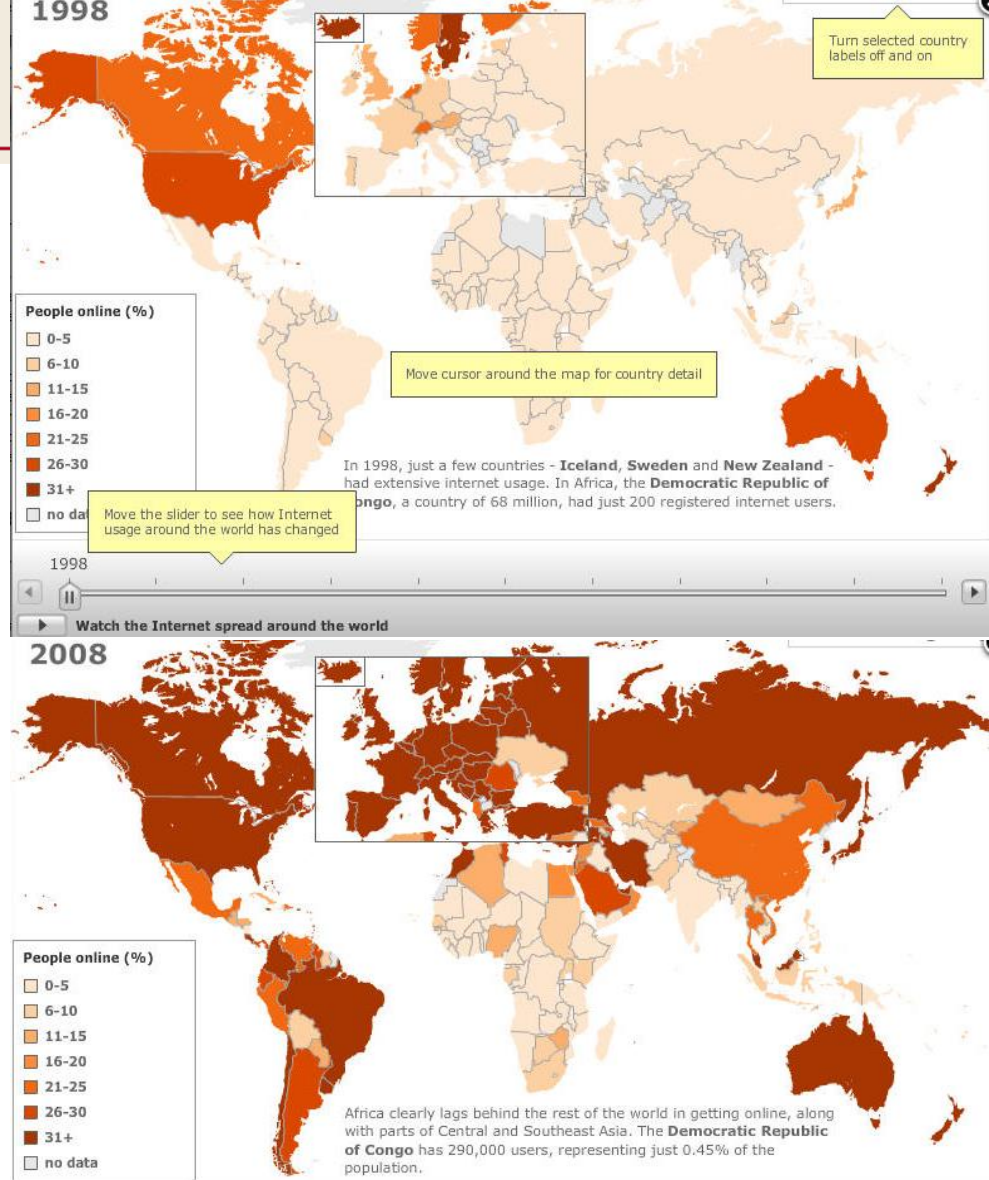 1998
Turn selected country
labels off and on
People online (%)
0-5
6-10
11-15
16-20
21-25
26-30
31+
no dat
Move cursor around the map for country detail
In 1998, just a few countries - Iceland, Sweden and New Zealand -
had extensive internet usage. In Africa, the Democratic Republic of
ongo, a country of 68 million, had just 200 registered internet users.
Move the slider to see how Internet
usage around the world has changed
1998
Watch the Internet spread around the world
2008
People online (%)
0-5
6-10
11-15
16-20
21-25
26-30
31+
no data
Africa clearly lags behind the rest of the world in getting online, along
with parts of Central and Southeast Asia. The Democratic Republic
of Congo has 290,000 users, representing just 0.45% of the
population.